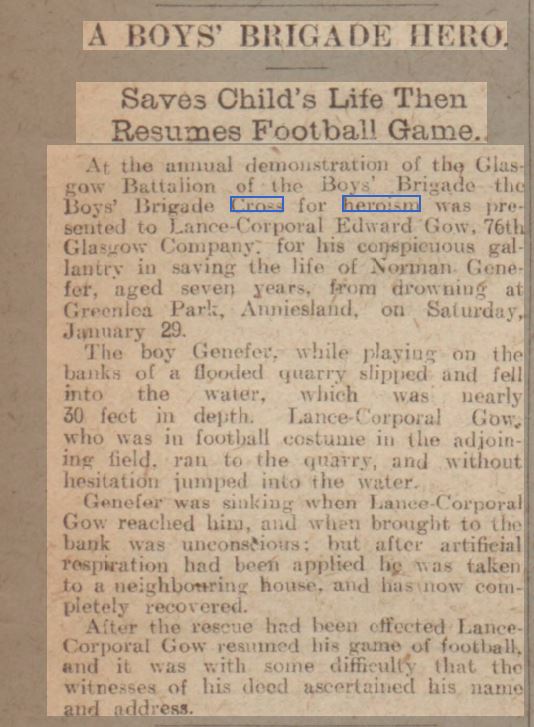 A BOYS' BRIGADE HERO.
Saves Child's Life Then
Resumes Football Game.
At the annual demonstration of the Glas-
gow Battalion of the Boys' Brigade the
Boys' Brigade Cross for heroism was pre-
sented to Lance-Corporal Edward Gow, 76th
Glasgow Company, for his conspicuous gal-
lantry in saving the life of Norman Gene-
fer, aged seven years, from drowning at
Greenlea Park, Anniesland, on Saturday,
January 29.
The boy Genefer, while playing on the
banks of a flooded quarry slipped and fell
into the water, which was nearly
30 feet in depth. Lance-Corporal Gow,
who was in football costume in the adjoin-
ing field, ran to the quarry, and without
hesitation jumped into the water.
Genefer was sinking when Lance-Corporal
Gow reached him, and when brought to the
bank was unconscious; but after artificial
respiration had been applied he was taken
to a neighbouring house, and has now com-
pletely recovered.
After the rescue had been effected Lance-
Corporal Gow resumed his game of football,
and it was with some difficulty that the
witnesses of his deed ascertained his name
and address.